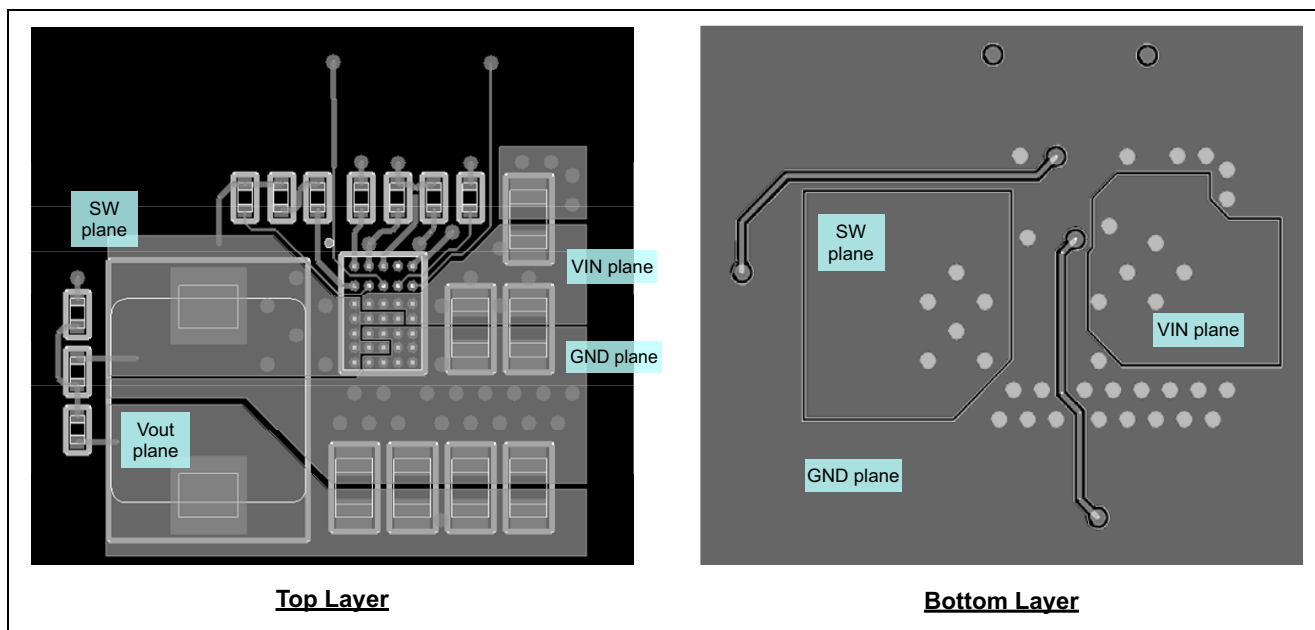 SW
plane
VIN plane
GND plane
Vout
plane
Top Layer
SW
plane
VIN plane
GND plane
Bottom Layer